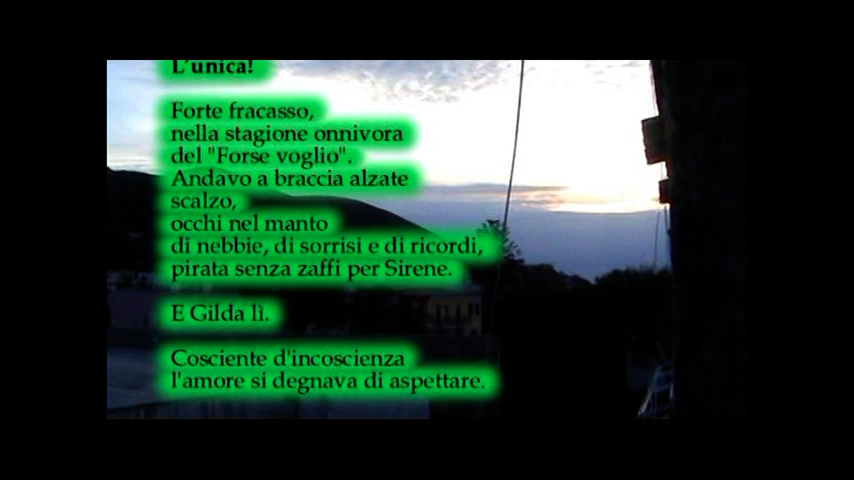 L'unica!
Forte fracasso,
nella stagione onnivora
del "Forse voglio".
Andavo a braccia alzate
scalzo,
occhi nel manto
di nebbie, di sorrisi e di ricordi,
pirata senza zaffi per Sirene.
E Gilda lì.
Cosciente d'incoscienza
l'amore si degnava di aspettare.